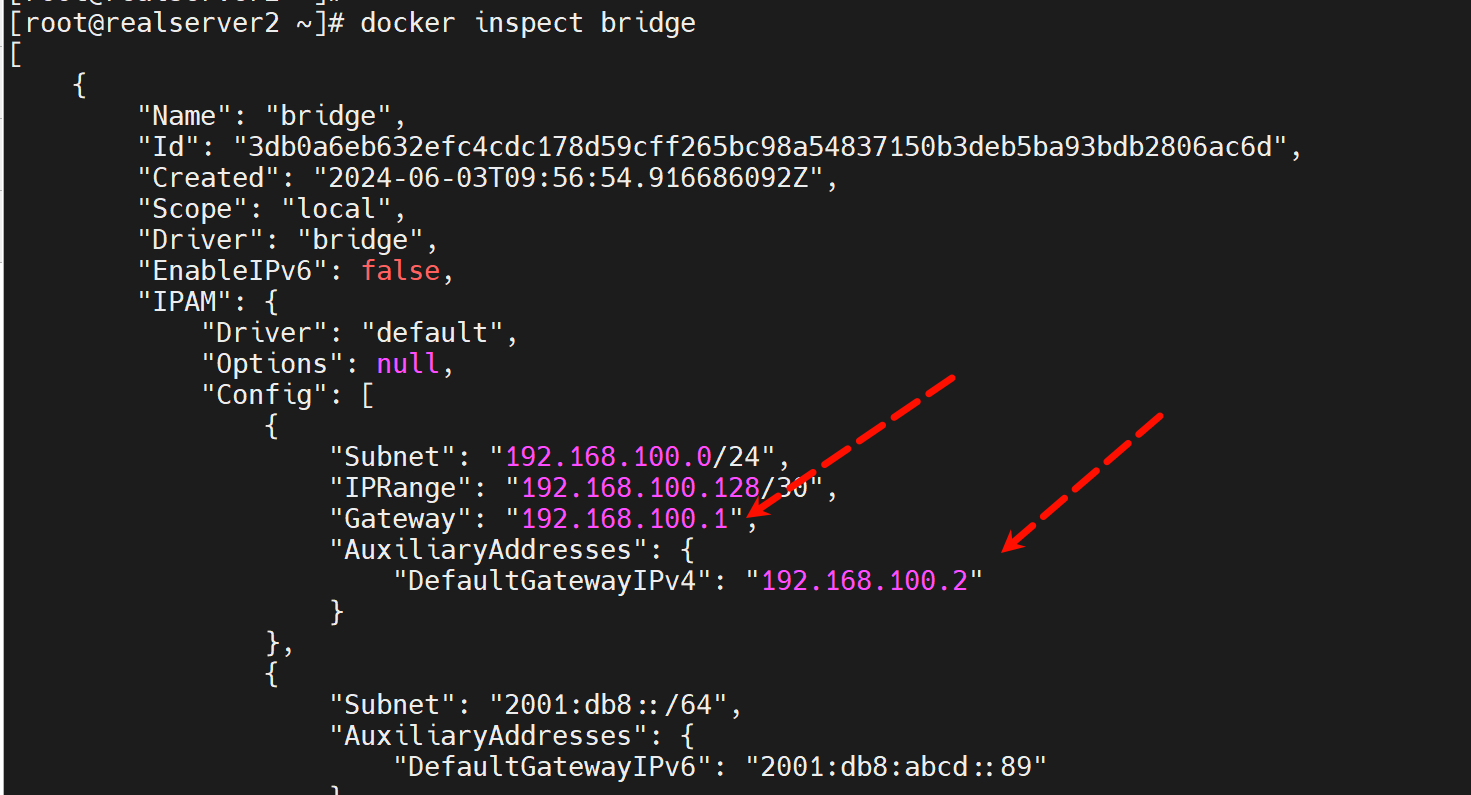 [root@realserver2 ~]#
[root@realserver2 ~]# docker inspect bridge
[
    {
        "Name": "bridge",
        "Id": "3db0a6eb632efc4cdc178d59cff265bc98a54837150b3deb5ba93bdb2806ac6d",
        "Created": "2024-06-03T09:56:54.916686092Z",
        "Scope": "local",
        "Driver": "bridge",
        "EnableIPv6": false,
        "IPAM": {
            "Driver": "default",
            "Options": null,
            "Config": [
                {
                    "Subnet": "192.168.100.0/24",
                    "IPRange": "192.168.100.128/30",
                    "Gateway": "192.168.100.1",
                    "AuxiliaryAddresses": {
                        "DefaultGatewayIPv4": "192.168.100.2"
                    }
                },
                {
                    "Subnet": "2001:db8::/64",
                    "AuxiliaryAddresses": {
                        "DefaultGatewayIPv6": "2001:db8:abcd::89"
                    }